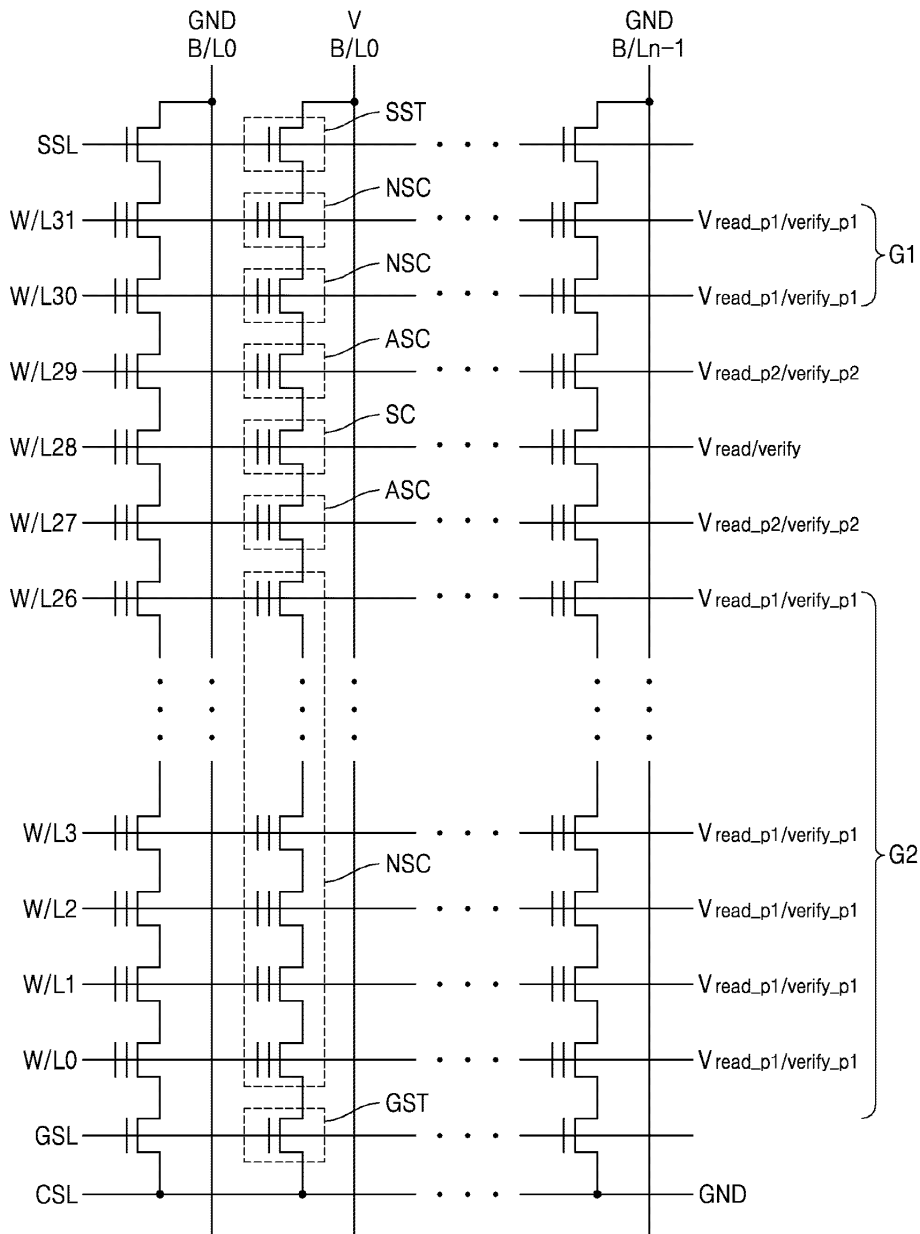 GND V GND
B/L0 B/L0 B/Ln-1
SST
SSL
NSC
W/L31 Vread_p1/verify_p1
G1
NSC
W/L30 Vread_p1/verify_p1
ASC
W/L29 Vread_p2/verify_p2
SC
W/L28 Vread/verify
ASC
W/L27 Vread_p2/verify_p2
W/L26 Vread_p1/verify_p1
W/L3 Vread_p1/verify_p1
NSC G2
W/L2 Vread_p1/verify_p1
W/L1 Vread_p1/verify_p1
W/L0 Vread_p1/verify_p1
GST
GSL
CSL GND